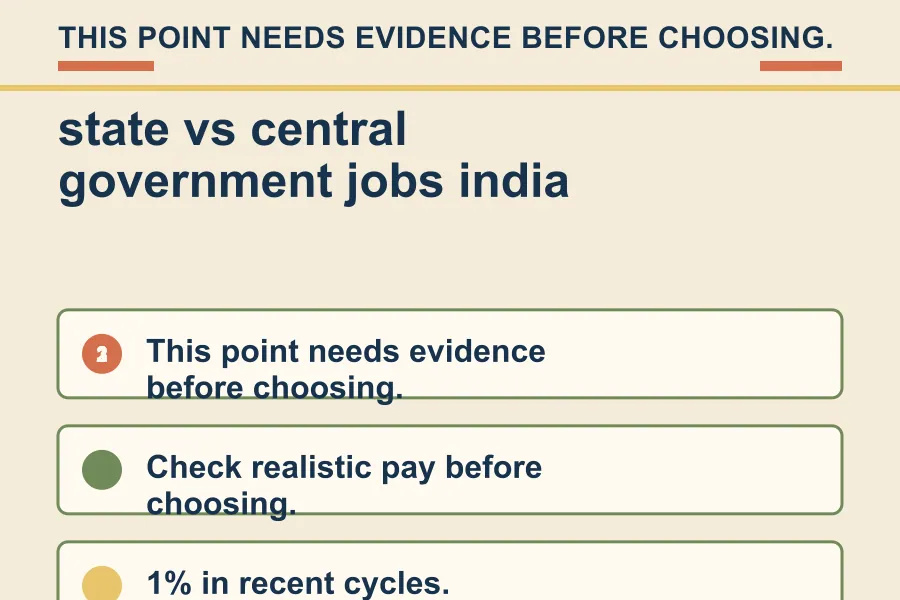 THIS POINT NEEDS EVIDENCE BEFORE CHOOSING.
state vs central
government jobs india
This point needs evidence
before choosing.
Check realistic pay before
choosing.
1% in recent cycles.